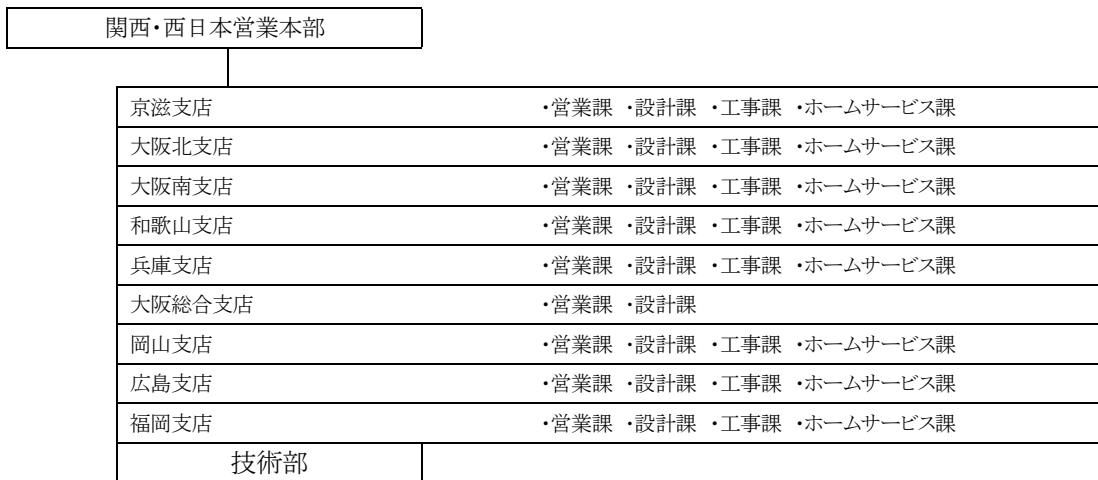 関西・西日本営業本部
京滋支店 ・営業課 ・設計課 ・工事課 ・ホームサービス課
大阪北支店 ・営業課 ・設計課 ・工事課 ・ホームサービス課
大阪南支店 ・営業課 ・設計課 ・工事課 ・ホームサービス課
和歌山支店 ・営業課 ・設計課 ・工事課 ・ホームサービス課
兵庫支店 ・営業課 ・設計課 ・工事課 ・ホームサービス課
大阪総合支店 ・営業課 ・設計課
岡山支店 ・営業課 ・設計課 ・工事課 ・ホームサービス課
広島支店 ・営業課 ・設計課 ・工事課 ・ホームサービス課
福岡支店 ・営業課 ・設計課 ・工事課 ・ホームサービス課
技術部